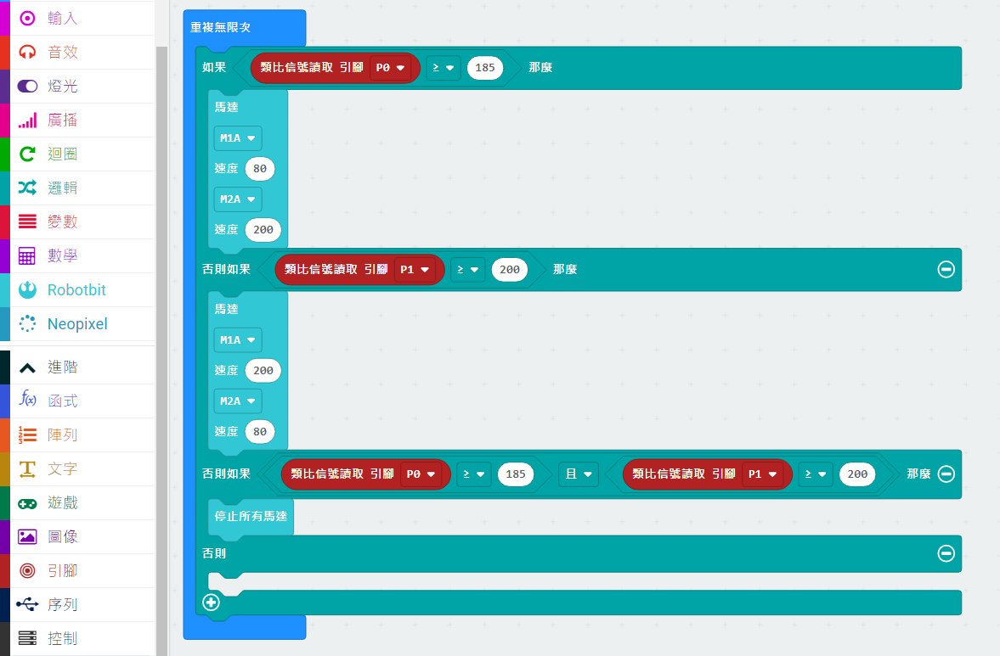 輸入
音效
燈光
廣播
迴圈
邏輯
變數
數學
Robotbit
Neopixel
進階
函式
陣列
文字
遊戲
圖像
引腳
序列
控制
重複無限次
如果 類比信號讀取 引腳 P0 ≥ 185 那麼
馬達
M1A
速度 80
M2A
速度 200
否則如果 類比信號讀取 引腳 P1 ≥ 200 那麼
馬達
M1A
速度 200
M2A
速度 80
否則如果 類比信號讀取 引腳 P0 ≥ 185 且 類比信號讀取 引腳 P1 ≥ 200 那麼
停止所有馬達
否則